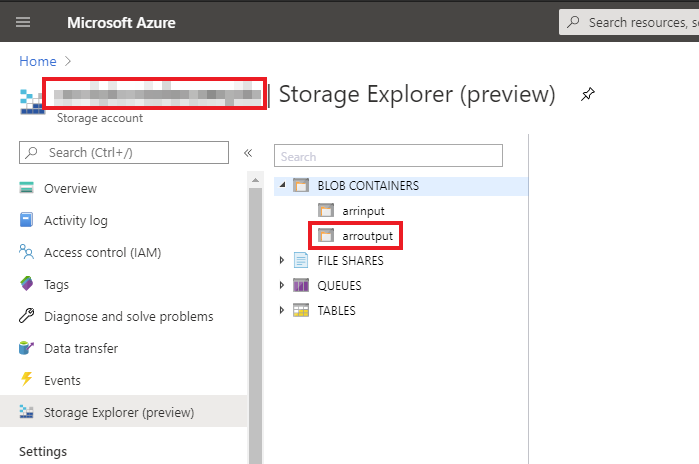 Microsoft Azure
Search resources, s
Home
| Storage Explorer (preview)
Storage account
Search (Ctrl+/)
Overview
Activity log
Access control (IAM)
Tags
Diagnose and solve problems
Data transfer
Events
Storage Explorer (preview)
Settings
Search
BLOB CONTAINERS
arrinput
arroutput
FILE SHARES
QUEUES
TABLES